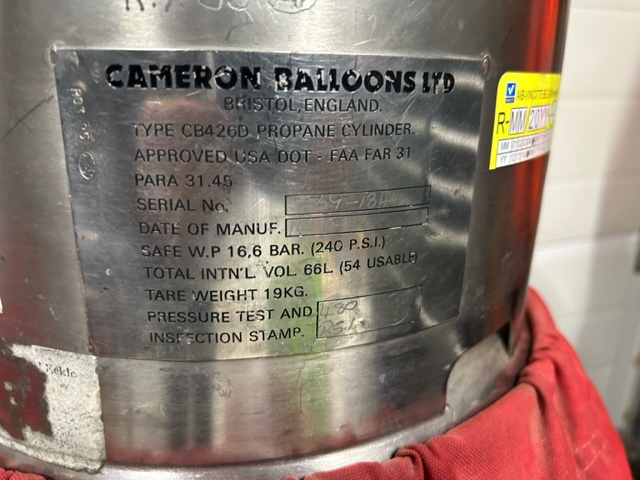 CAMERON BALLOONS LTD
BRISTOL, ENGLAND.
TYPE CB426D PROPANE CYLINDER.
APPROVED USA DOT - FAA FAR 31
PARA 31.45
SERIAL No.
DATE OF MANUF.
SAFE W.P 16,6 BAR. (240 P.S.I.)
TOTAL INTN'L. VOL. 66L. (54 USABLE)
TARE WEIGHT 19KG.
PRESSURE TEST AND
INSPECTION STAMP.
R-MM 20YY